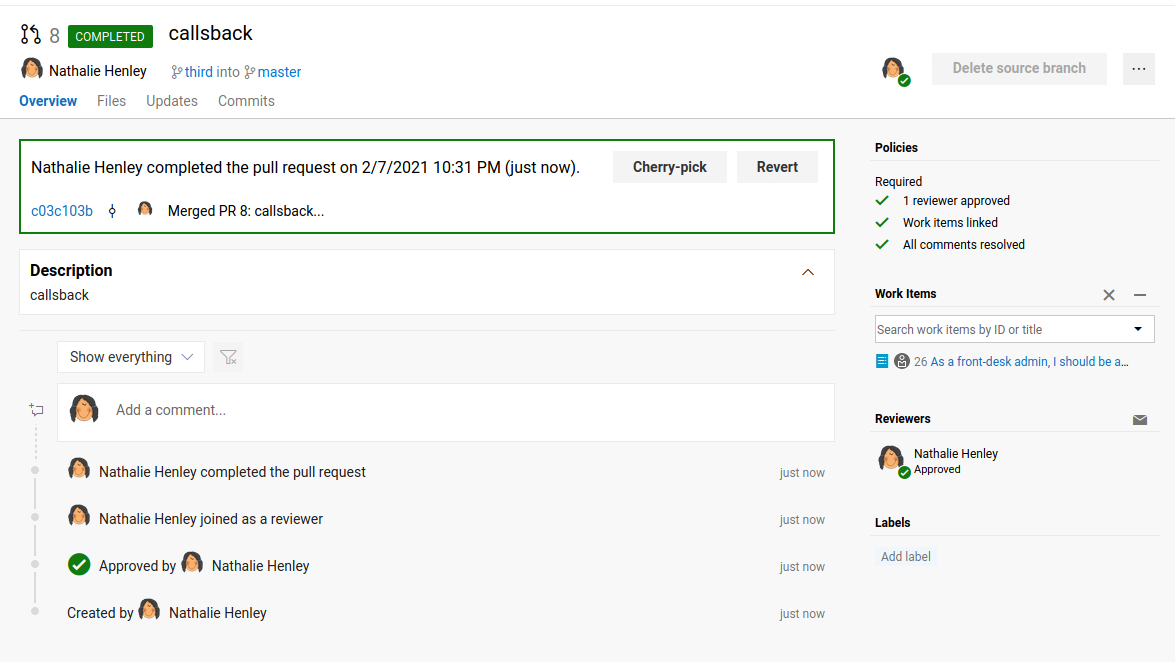 8 COMPLETED callsback
Nathalie Henley third into master
Delete source branch ...
Overview Files Updates Commits
Nathalie Henley completed the pull request on 2/7/2021 10:31 PM (just now). Cherry-pick Revert
c03c103b Merged PR 8: callsback...
Description
callsback
Show everything
Add a comment...
Nathalie Henley completed the pull request just now
Nathalie Henley joined as a reviewer just now
Approved by Nathalie Henley just now
Created by Nathalie Henley just now
Policies
Required
1 reviewer approved
Work items linked
All comments resolved
Work Items
Search work items by ID or title
26 As a front-desk admin, I should be a...
Reviewers
Nathalie Henley
Approved
Labels
Add label